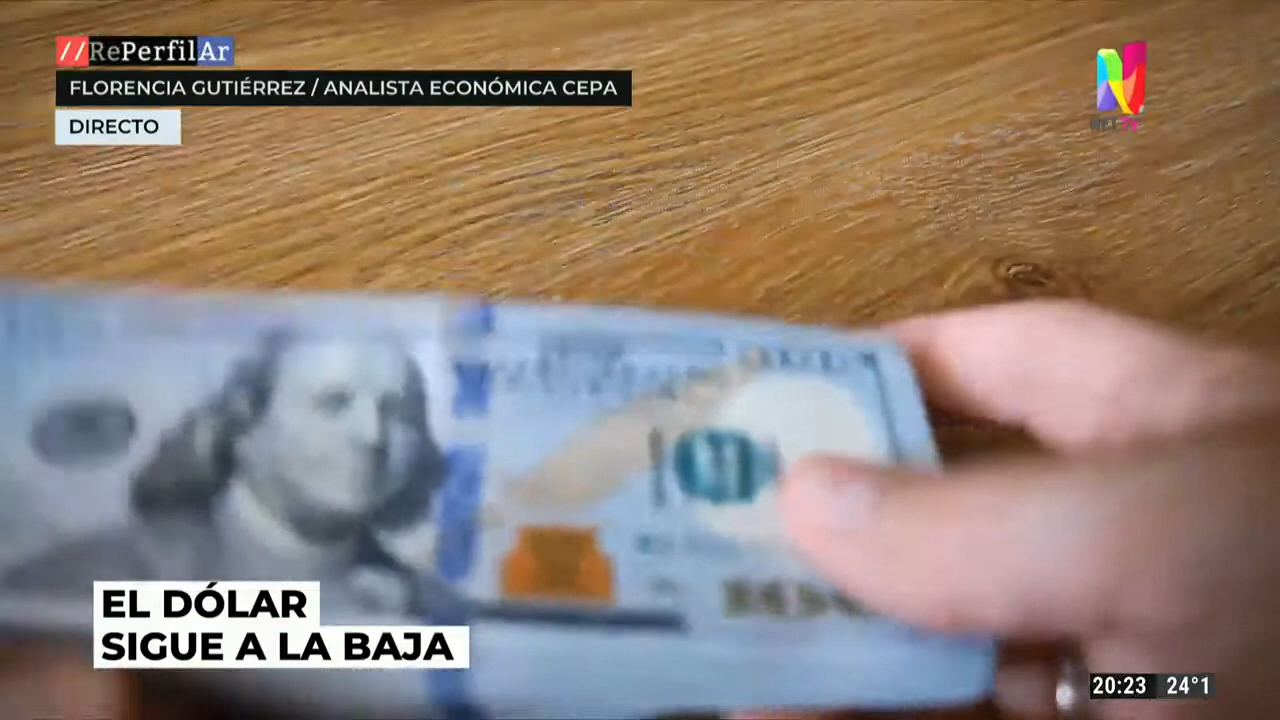 //RePerfilAr
FLORENCIA GUTIÉRREZ / ANALISTA ECONÓMICA CEPA
DIRECTO
EL DÓLAR
SIGUE A LA BAJA
20:23 24°1